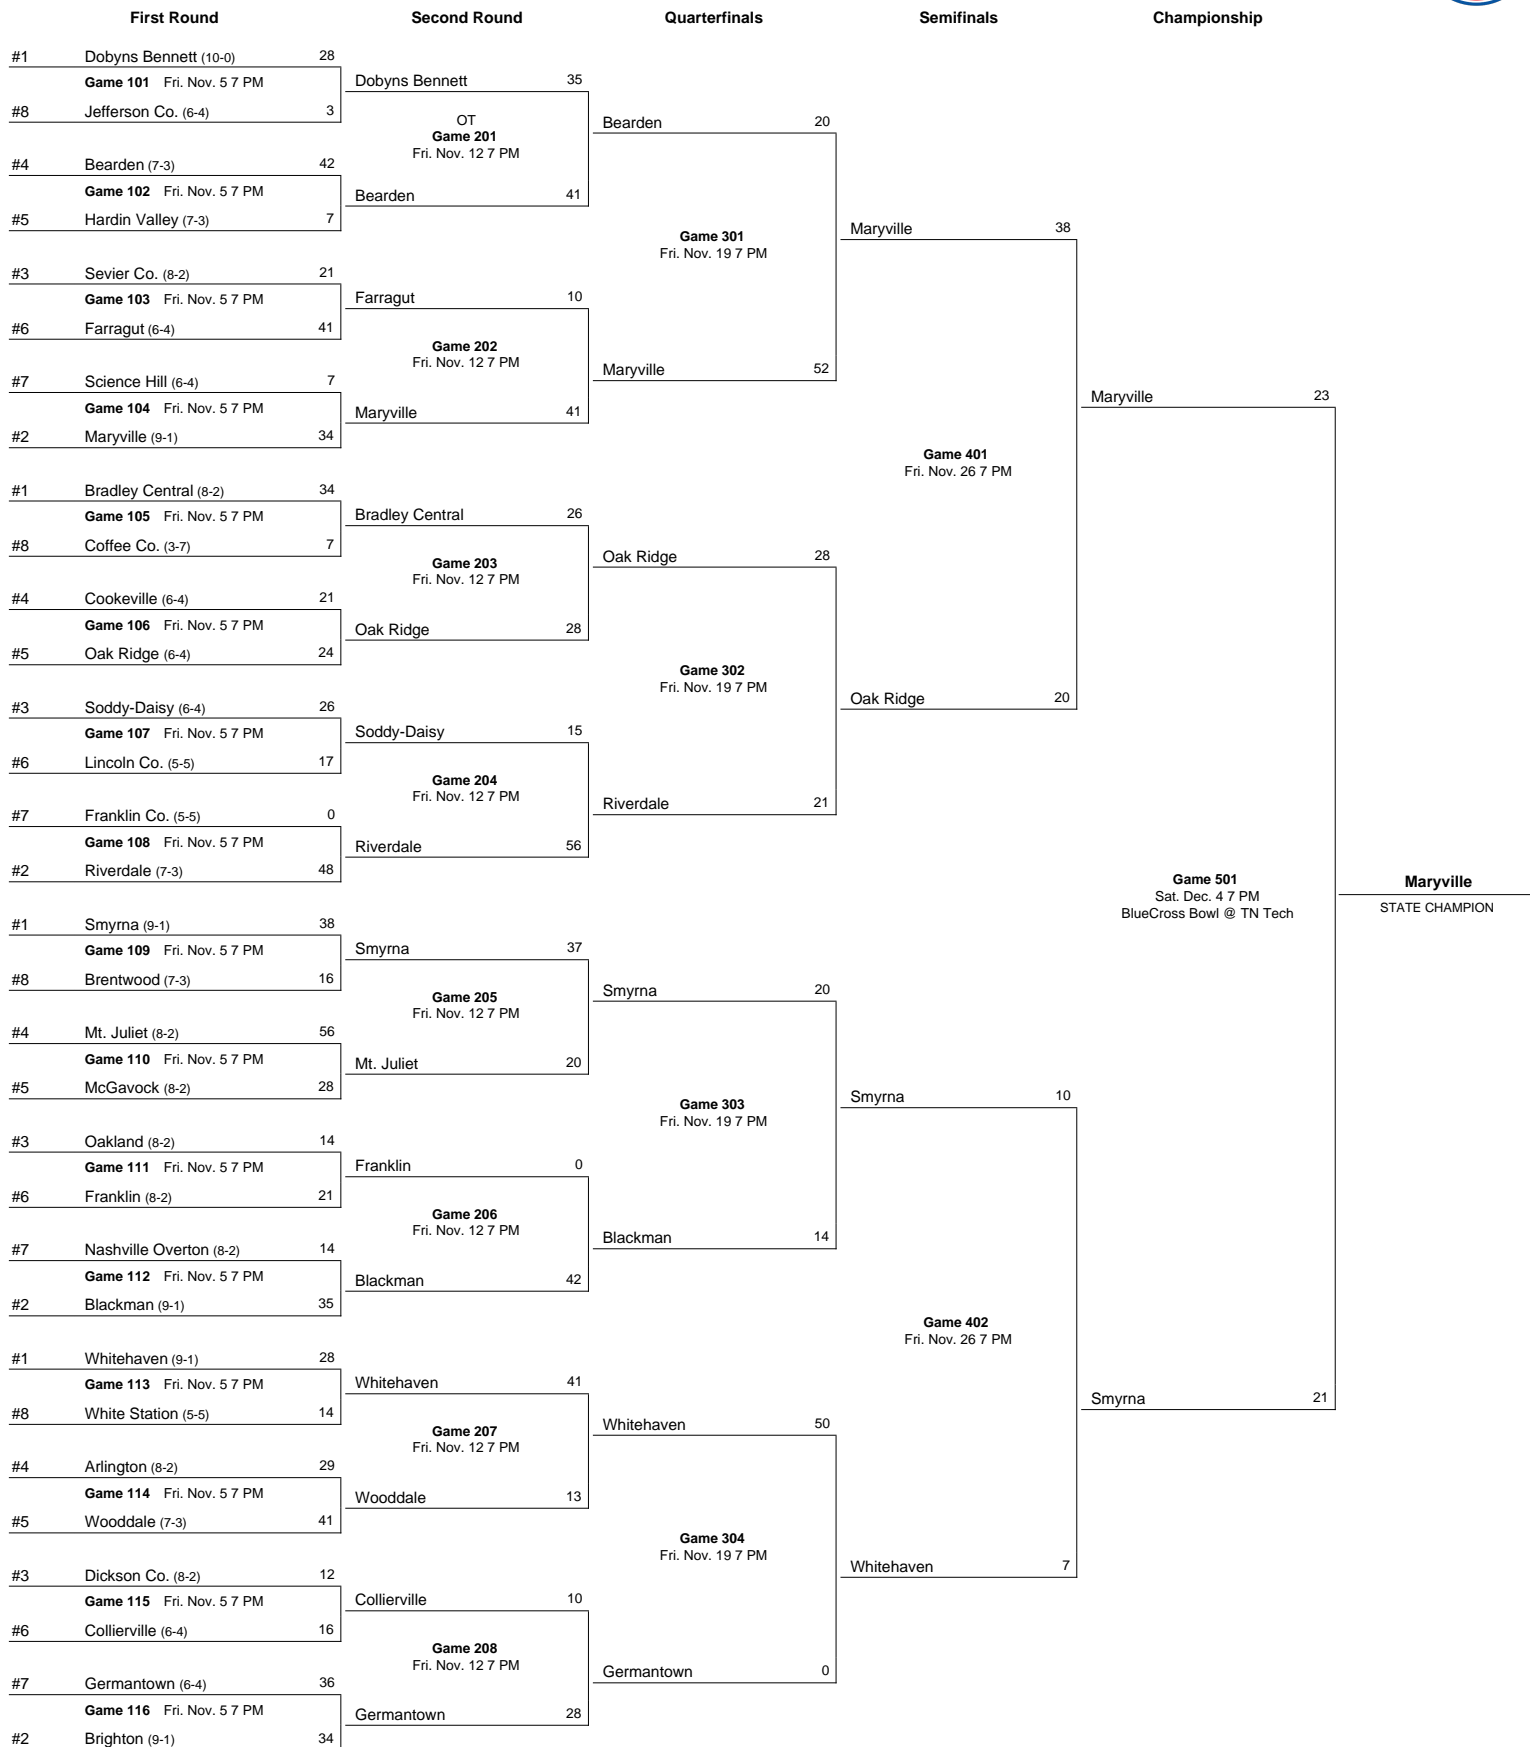 First Round Second Round Quarterfinals Semifinals Championship
#1 Dobyns Bennett (10-0) 28
Game 101 Fri. Nov. 5 7 PM
#8 Jefferson Co. (6-4) 3
#4 Bearden (7-3) 42
Game 102 Fri. Nov. 5 7 PM
#5 Hardin Valley (7-3) 7
#3 Sevier Co. (8-2) 21
Game 103 Fri. Nov. 5 7 PM
#6 Farragut (6-4) 41
#7 Science Hill (6-4) 7
Game 104 Fri. Nov. 5 7 PM
#2 Maryville (9-1) 34
#1 Bradley Central (8-2) 34
Game 105 Fri. Nov. 5 7 PM
#8 Coffee Co. (3-7) 7
#4 Cookeville (6-4) 21
Game 106 Fri. Nov. 5 7 PM
#5 Oak Ridge (6-4) 24
#3 Soddy-Daisy (6-4) 26
Game 107 Fri. Nov. 5 7 PM
#6 Lincoln Co. (5-5) 17
#7 Franklin Co. (5-5) 0
Game 108 Fri. Nov. 5 7 PM
#2 Riverdale (7-3) 48
#1 Smyrna (9-1) 38
Game 109 Fri. Nov. 5 7 PM
#8 Brentwood (7-3) 16
#4 Mt. Juliet (8-2) 56
Game 110 Fri. Nov. 5 7 PM
#5 McGavock (8-2) 28
#3 Oakland (8-2) 14
Game 111 Fri. Nov. 5 7 PM
#6 Franklin (8-2) 21
#7 Nashville Overton (8-2) 14
Game 112 Fri. Nov. 5 7 PM
#2 Blackman (9-1) 35
#1 Whitehaven (9-1) 28
Game 113 Fri. Nov. 5 7 PM
#8 White Station (5-5) 14
#4 Arlington (8-2) 29
Game 114 Fri. Nov. 5 7 PM
#5 Wooddale (7-3) 41
#3 Dickson Co. (8-2) 12
Game 115 Fri. Nov. 5 7 PM
#6 Collierville (6-4) 16
#7 Germantown (6-4) 36
Game 116 Fri. Nov. 5 7 PM
#2 Brighton (9-1) 34
Dobyns Bennett 35
OT
Game 201
Fri. Nov. 12 7 PM
Bearden 41
Farragut 10
Game 202
Fri. Nov. 12 7 PM
Maryville 41
Bradley Central 26
Game 203
Fri. Nov. 12 7 PM
Oak Ridge 28
Soddy-Daisy 15
Game 204
Fri. Nov. 12 7 PM
Riverdale 56
Smyrna 37
Game 205
Fri. Nov. 12 7 PM
Mt. Juliet 20
Franklin 0
Game 206
Fri. Nov. 12 7 PM
Blackman 42
Whitehaven 41
Game 207
Fri. Nov. 12 7 PM
Wooddale 13
Collierville 10
Game 208
Fri. Nov. 12 7 PM
Germantown 28
Bearden 20
Game 301
Fri. Nov. 19 7 PM
Maryville 52
Oak Ridge 28
Game 302
Fri. Nov. 19 7 PM
Riverdale 21
Smyrna 20
Game 303
Fri. Nov. 19 7 PM
Blackman 14
Whitehaven 50
Game 304
Fri. Nov. 19 7 PM
Germantown 0
Maryville 38
Game 401
Fri. Nov. 26 7 PM
Oak Ridge 20
Smyrna 10
Game 402
Fri. Nov. 26 7 PM
Whitehaven 7
Maryville 23
Game 501
Sat. Dec. 4 7 PM
BlueCross Bowl @ TN Tech
Smyrna 21
Maryville
STATE CHAMPION